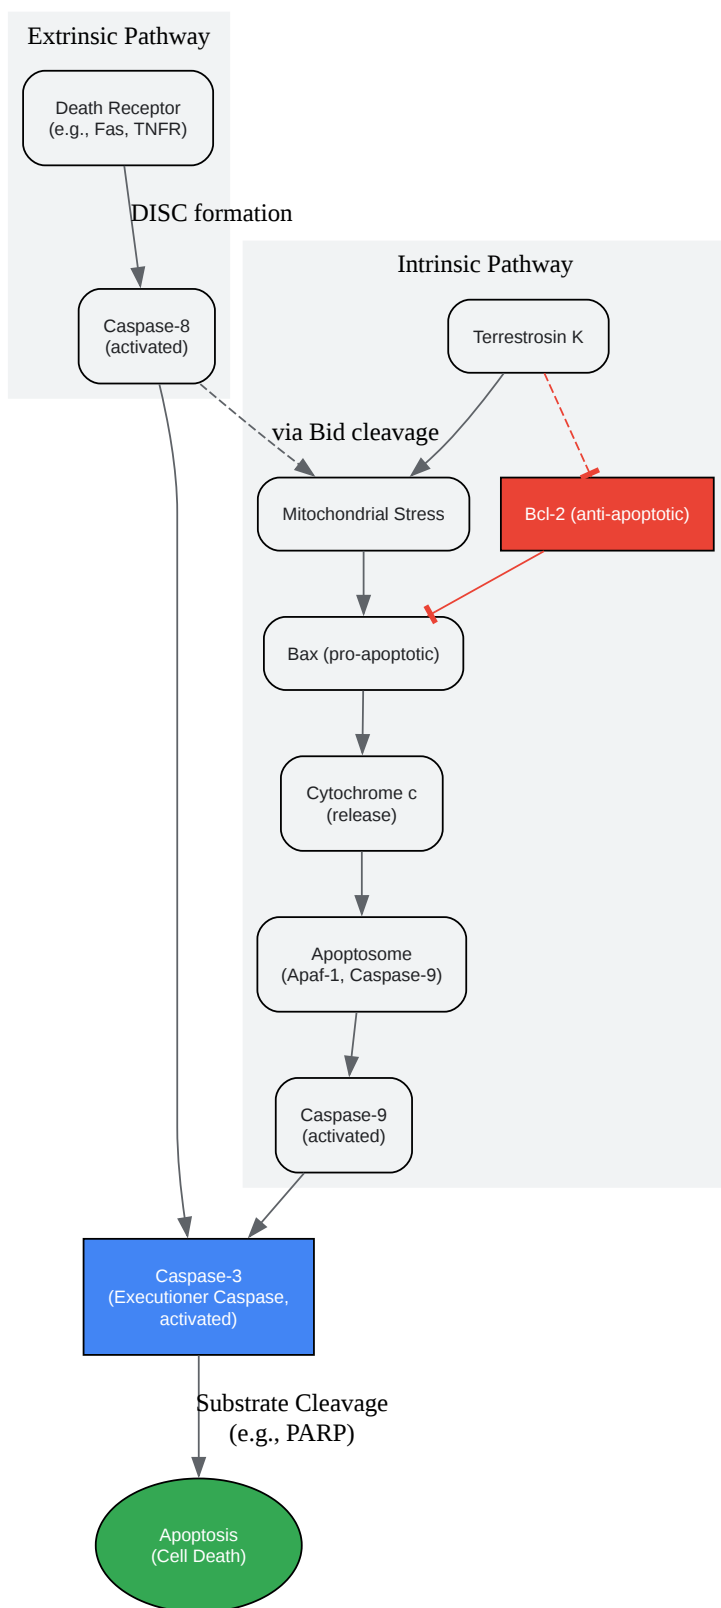 Extrinsic Pathway
Death Receptor
(e.g., Fas, TNFR)
DISC formation
Intrinsic Pathway
Caspase-8
(activated)
Terrestrosin K
via Bid cleavage
Mitochondrial Stress
Bcl-2 (anti-apoptotic)
Bax (pro-apoptotic)
Cytochrome c
(release)
Apoptosome
(Apaf-1, Caspase-9)
Caspase-9
(activated)
Caspase-3
(Executioner Caspase,
activated)
Substrate Cleavage
(e.g., PARP)
Apoptosis
(Cell Death)